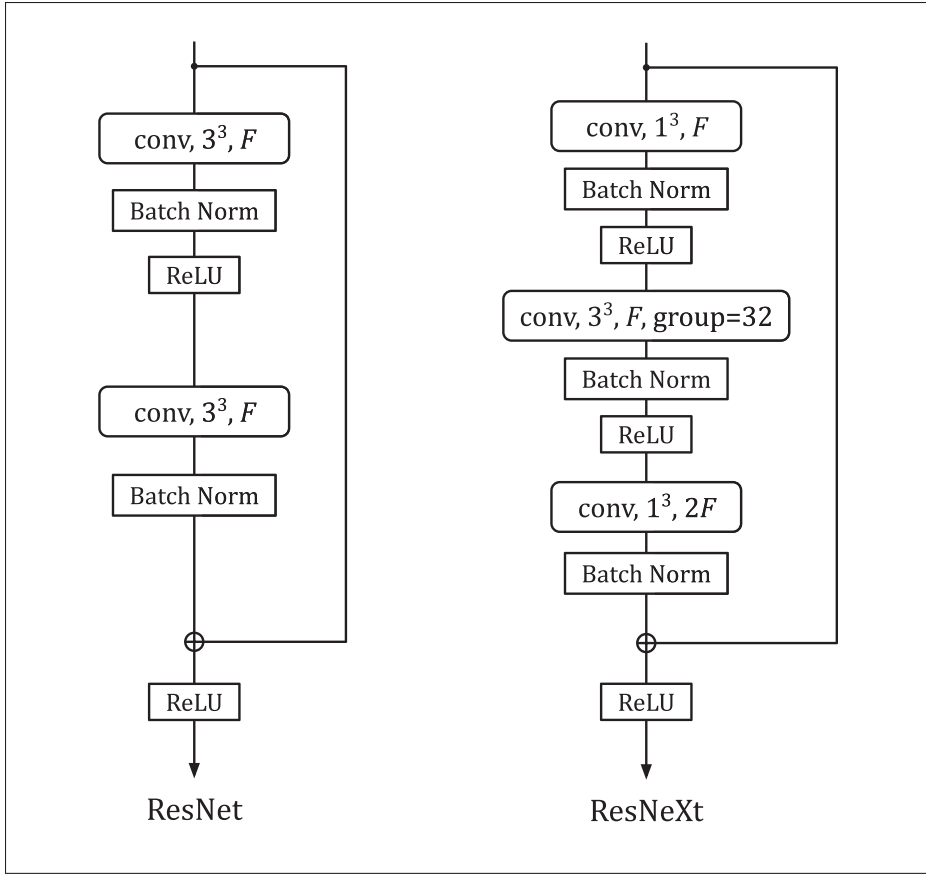 conv, 3³, F
Batch Norm
ReLU
conv, 3³, F
Batch Norm
ReLU
ResNet
conv, 1³, F
Batch Norm
ReLU
conv, 3³, F, group=32
Batch Norm
ReLU
conv, 1³, 2F
Batch Norm
ReLU
ResNeXt